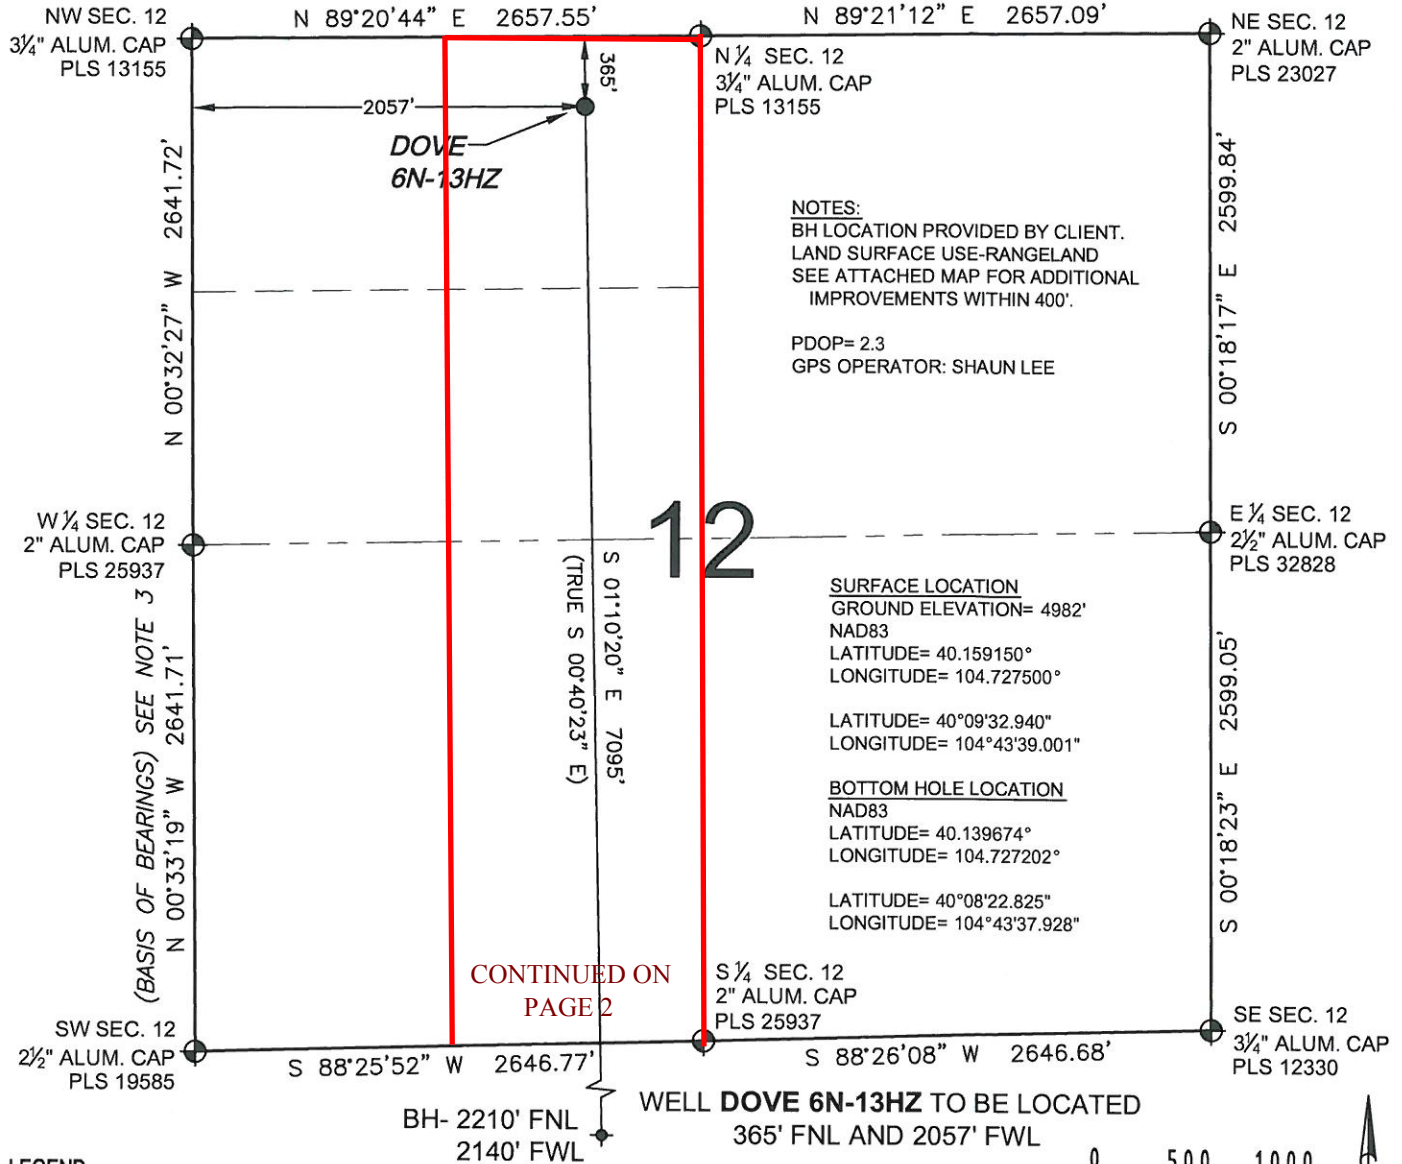 NW SEC. 12
3¼" ALUM. CAP
PLS 13155
N 89°20'44" E 2657.55'
N 89°21'12" E 2657.09'
NE SEC. 12
2" ALUM. CAP
PLS 23027
N ¼ SEC. 12
3¼" ALUM. CAP
PLS 13155
365'
2057'
DOVE
6N-13HZ
N 00°32'27" W 2641.72'
S 00°18'17" E 2599.84'
NOTES:
BH LOCATION PROVIDED BY CLIENT.
LAND SURFACE USE-RANGELAND
SEE ATTACHED MAP FOR ADDITIONAL
IMPROVEMENTS WITHIN 400'.
PDOP= 2.3
GPS OPERATOR: SHAUN LEE
W ¼ SEC. 12
2" ALUM. CAP
PLS 25937
12
E ¼ SEC. 12
2½" ALUM. CAP
PLS 32828
S 01°10'20" E 7095'
(TRUE S 00°40'23" E)
SURFACE LOCATION
GROUND ELEVATION= 4982'
NAD83
LATITUDE= 40.159150°
LONGITUDE= 104.727500°
LATITUDE= 40°09'32.940"
LONGITUDE= 104°43'39.001"
BOTTOM HOLE LOCATION
NAD83
LATITUDE= 40.139674°
LONGITUDE= 104.727202°
LATITUDE= 40°08'22.825"
LONGITUDE= 104°43'37.928"
(BASIS OF BEARINGS) SEE NOTE 3
N 00°33'19" W 2641.71'
S 00°18'23" E 2599.05'
CONTINUED ON
PAGE 2
S ¼ SEC. 12
2" ALUM. CAP
PLS 25937
SW SEC. 12
2½" ALUM. CAP
PLS 19585
SE SEC. 12
3¼" ALUM. CAP
PLS 12330
S 88°25'52" W 2646.77'
S 88°26'08" W 2646.68'
BH- 2210' FNL
2140' FWL
WELL DOVE 6N-13HZ TO BE LOCATED
365' FNL AND 2057' FWL
LEGEND
0 500 1000